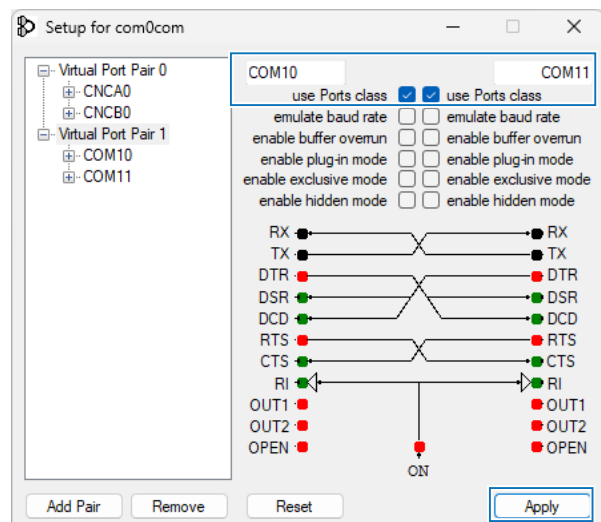 Setup for com0com
Virtual Port Pair 0
CNCA0
CNCB0
Virtual Port Pair 1
COM10
COM11
COM10 COM11
use Ports class use Ports class
emulate baud rate emulate baud rate
enable buffer overrun enable buffer overrun
enable plug-in mode enable plug-in mode
enable exclusive mode enable exclusive mode
enable hidden mode enable hidden mode
RX RX
TX TX
DTR DTR
DSR DSR
DCD DCD
RTS RTS
CTS CTS
RI RI
OUT1 OUT1
OUT2 OUT2
OPEN OPEN
ON
Add Pair Remove Reset Apply